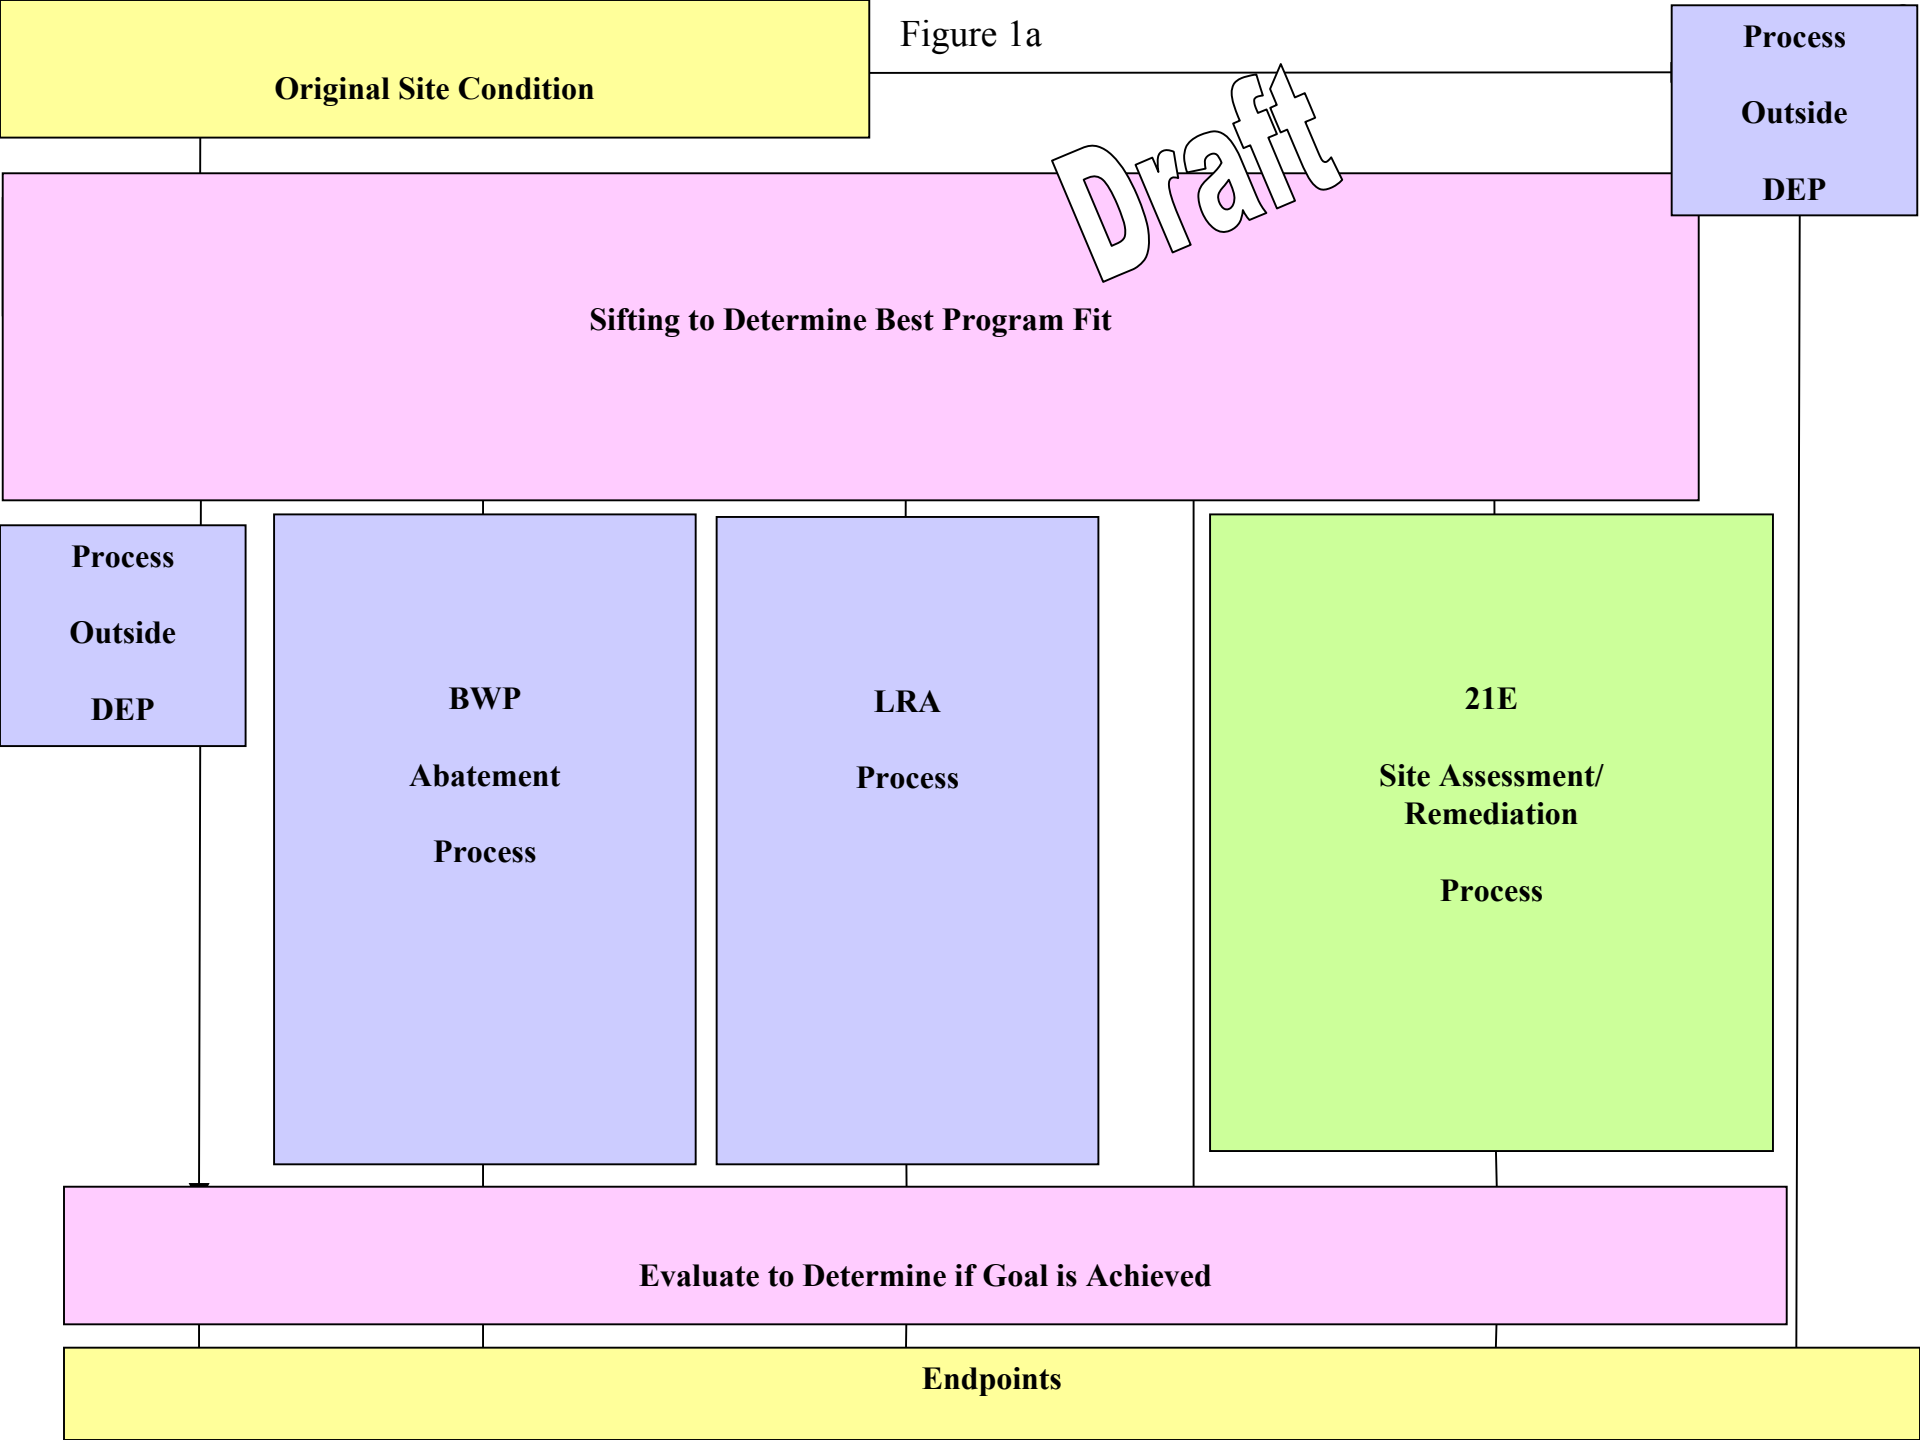 Figure 1a
Original Site Condition
Process
Outside
DEP
Draft
Sifting to Determine Best Program Fit
Process
Outside
DEP
BWP
Abatement
Process
LRA
Process
21E
Site Assessment/
Remediation
Process
Evaluate to Determine if Goal is Achieved
Endpoints